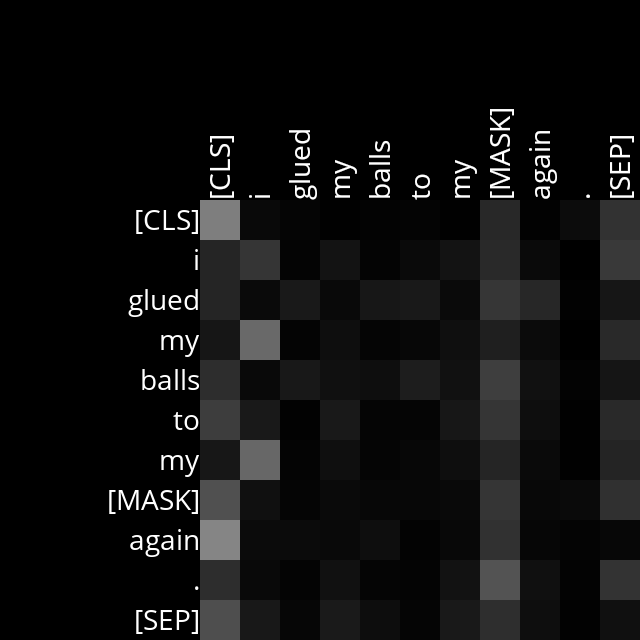 [CLS] i glued my balls to my [MASK] again . [SEP]
[CLS]
i
glued
my
balls
to
my
[MASK]
again
.
[SEP]